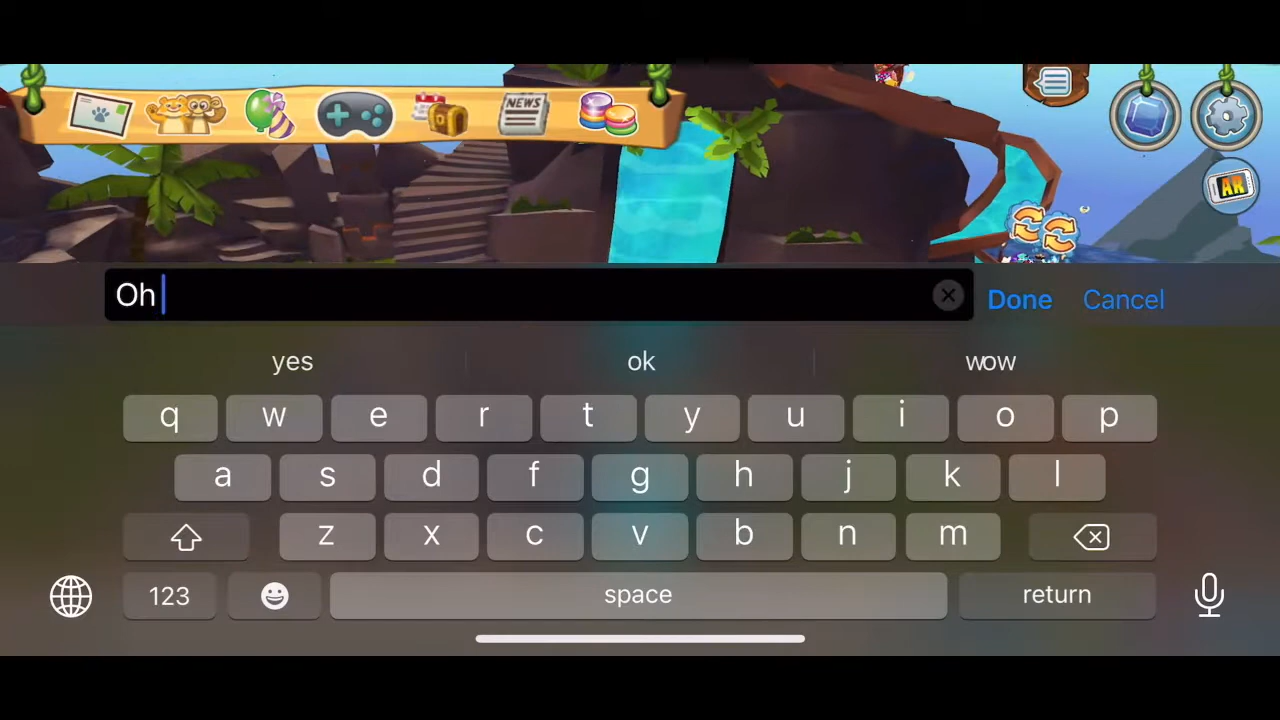 NEWS
AR
Oh
Done Cancel
yes ok wow
q w e r t y u i o p
a s d f g h j k l
z x c v b n m
123 space return